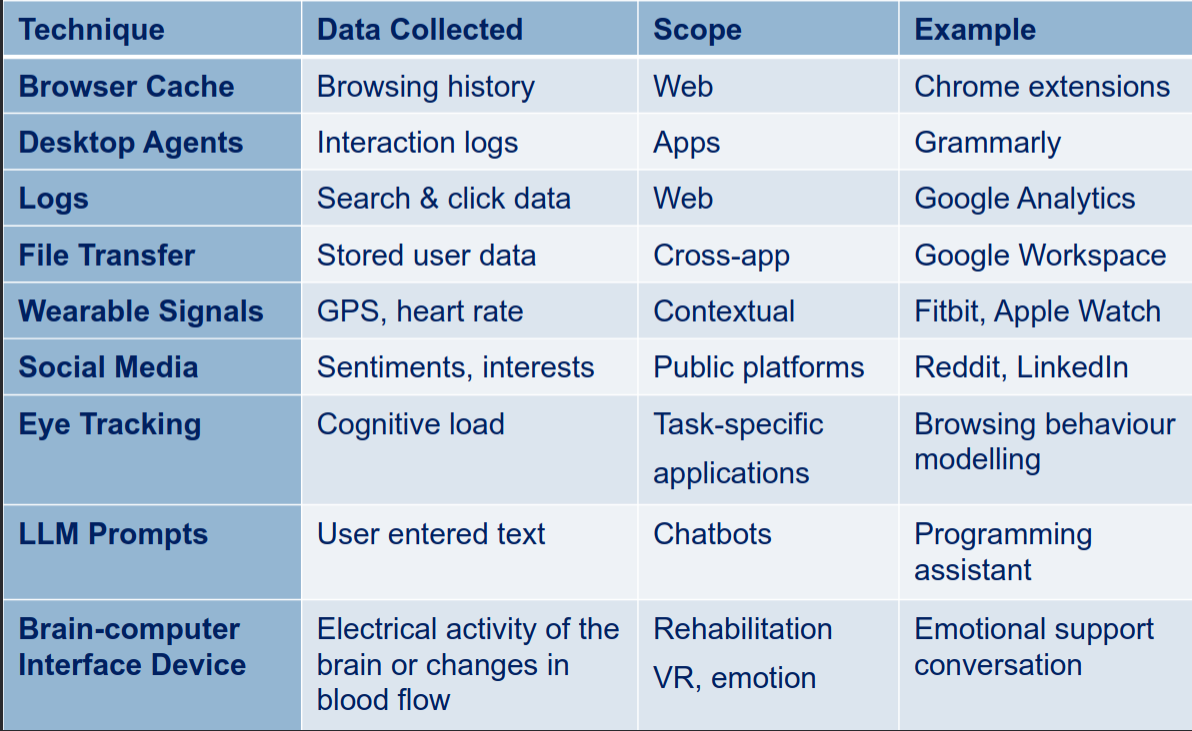 Technique Data Collected Scope Example
Browser Cache Browsing history Web Chrome extensions
Desktop Agents Interaction logs Apps Grammarly
Logs Search & click data Web Google Analytics
File Transfer Stored user data Cross-app Google Workspace
Wearable Signals GPS, heart rate Contextual Fitbit, Apple Watch
Social Media Sentiments, interests Public platforms Reddit, LinkedIn
Eye Tracking Cognitive load Task-specific
applications Browsing behaviour
modelling
LLM Prompts User entered text Chatbots Programming
assistant
Brain-computer
Interface Device Electrical activity of the
brain or changes in
blood flow Rehabilitation
VR, emotion Emotional support
conversation